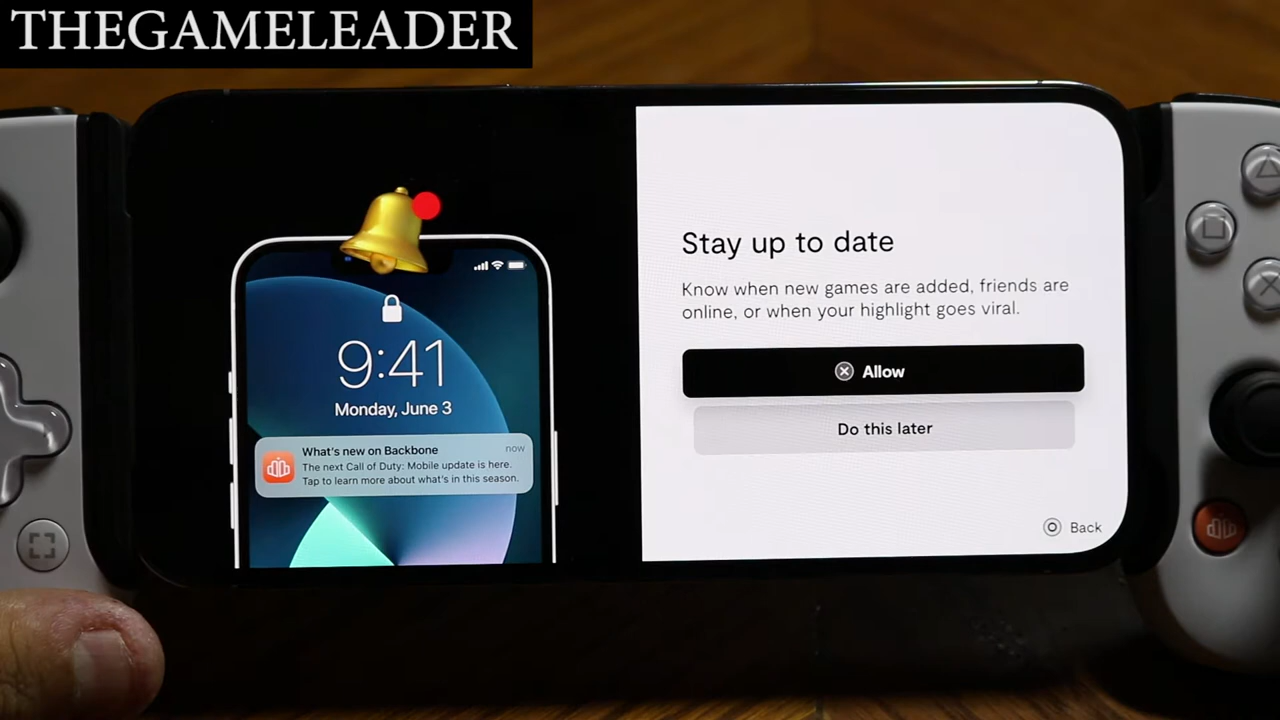 THEGAMELEADER
9:41
Monday, June 3
What's new on Backbone now
The next Call of Duty: Mobile update is here.
Tap to learn more about what's in this season.
Stay up to date
Know when new games are added, friends are
online, or when your highlight goes viral.
Allow
Do this later
Back